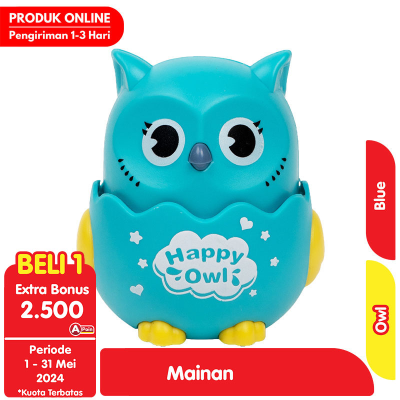 PRODUK ONLINE
Pengiriman 1-3 Hari
Happy
Owl
Blue
Owl
BELI 1
Extra Bonus
2.500
A-Poin
Periode
1 - 31 Mei
2024
*Kuota Terbatas
Mainan